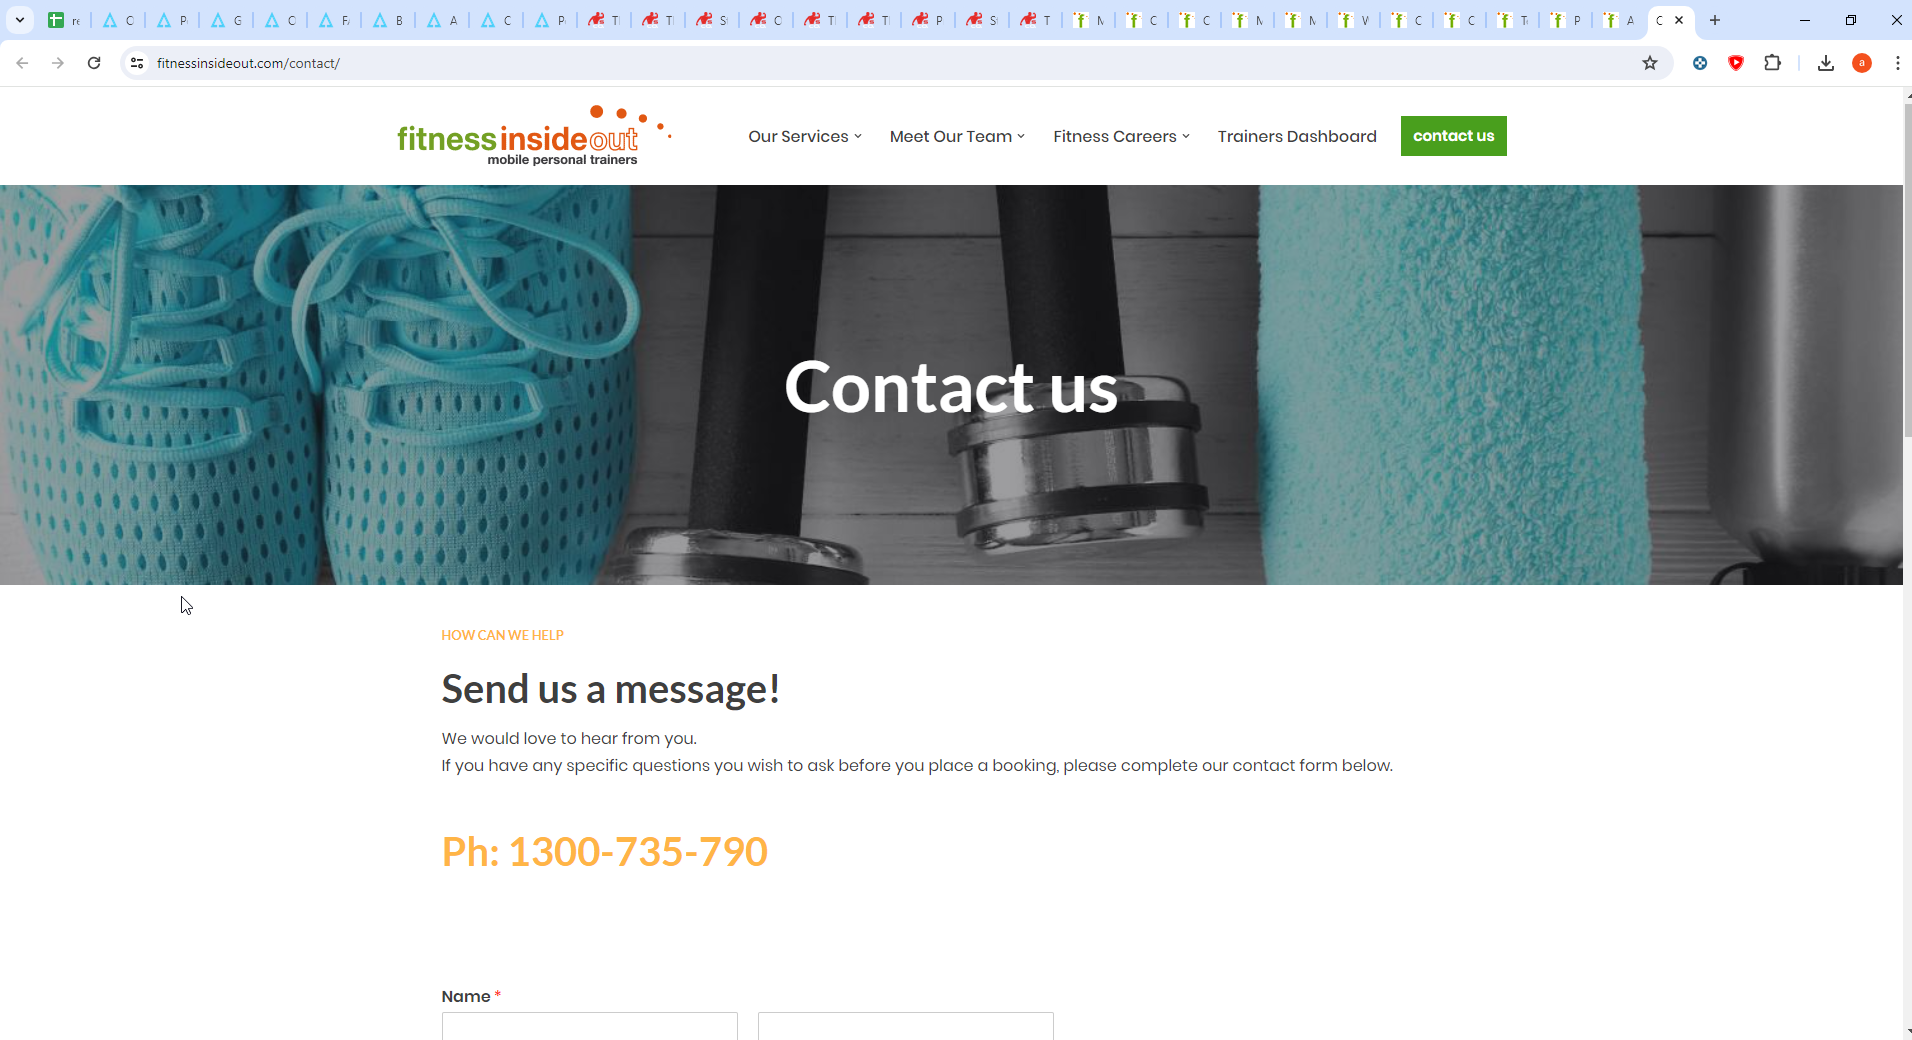 re
fitnessinsideout.com/contact/
a
fitness insideout
mobile personal trainers
Our Services
Meet Our Team
Fitness Careers
Trainers Dashboard
contact us
Contact us
HOW CAN WE HELP
Send us a message!
We would love to hear from you.
If you have any specific questions you wish to ask before you place a booking, please complete our contact form below.
Ph: 1300-735-790
Name *